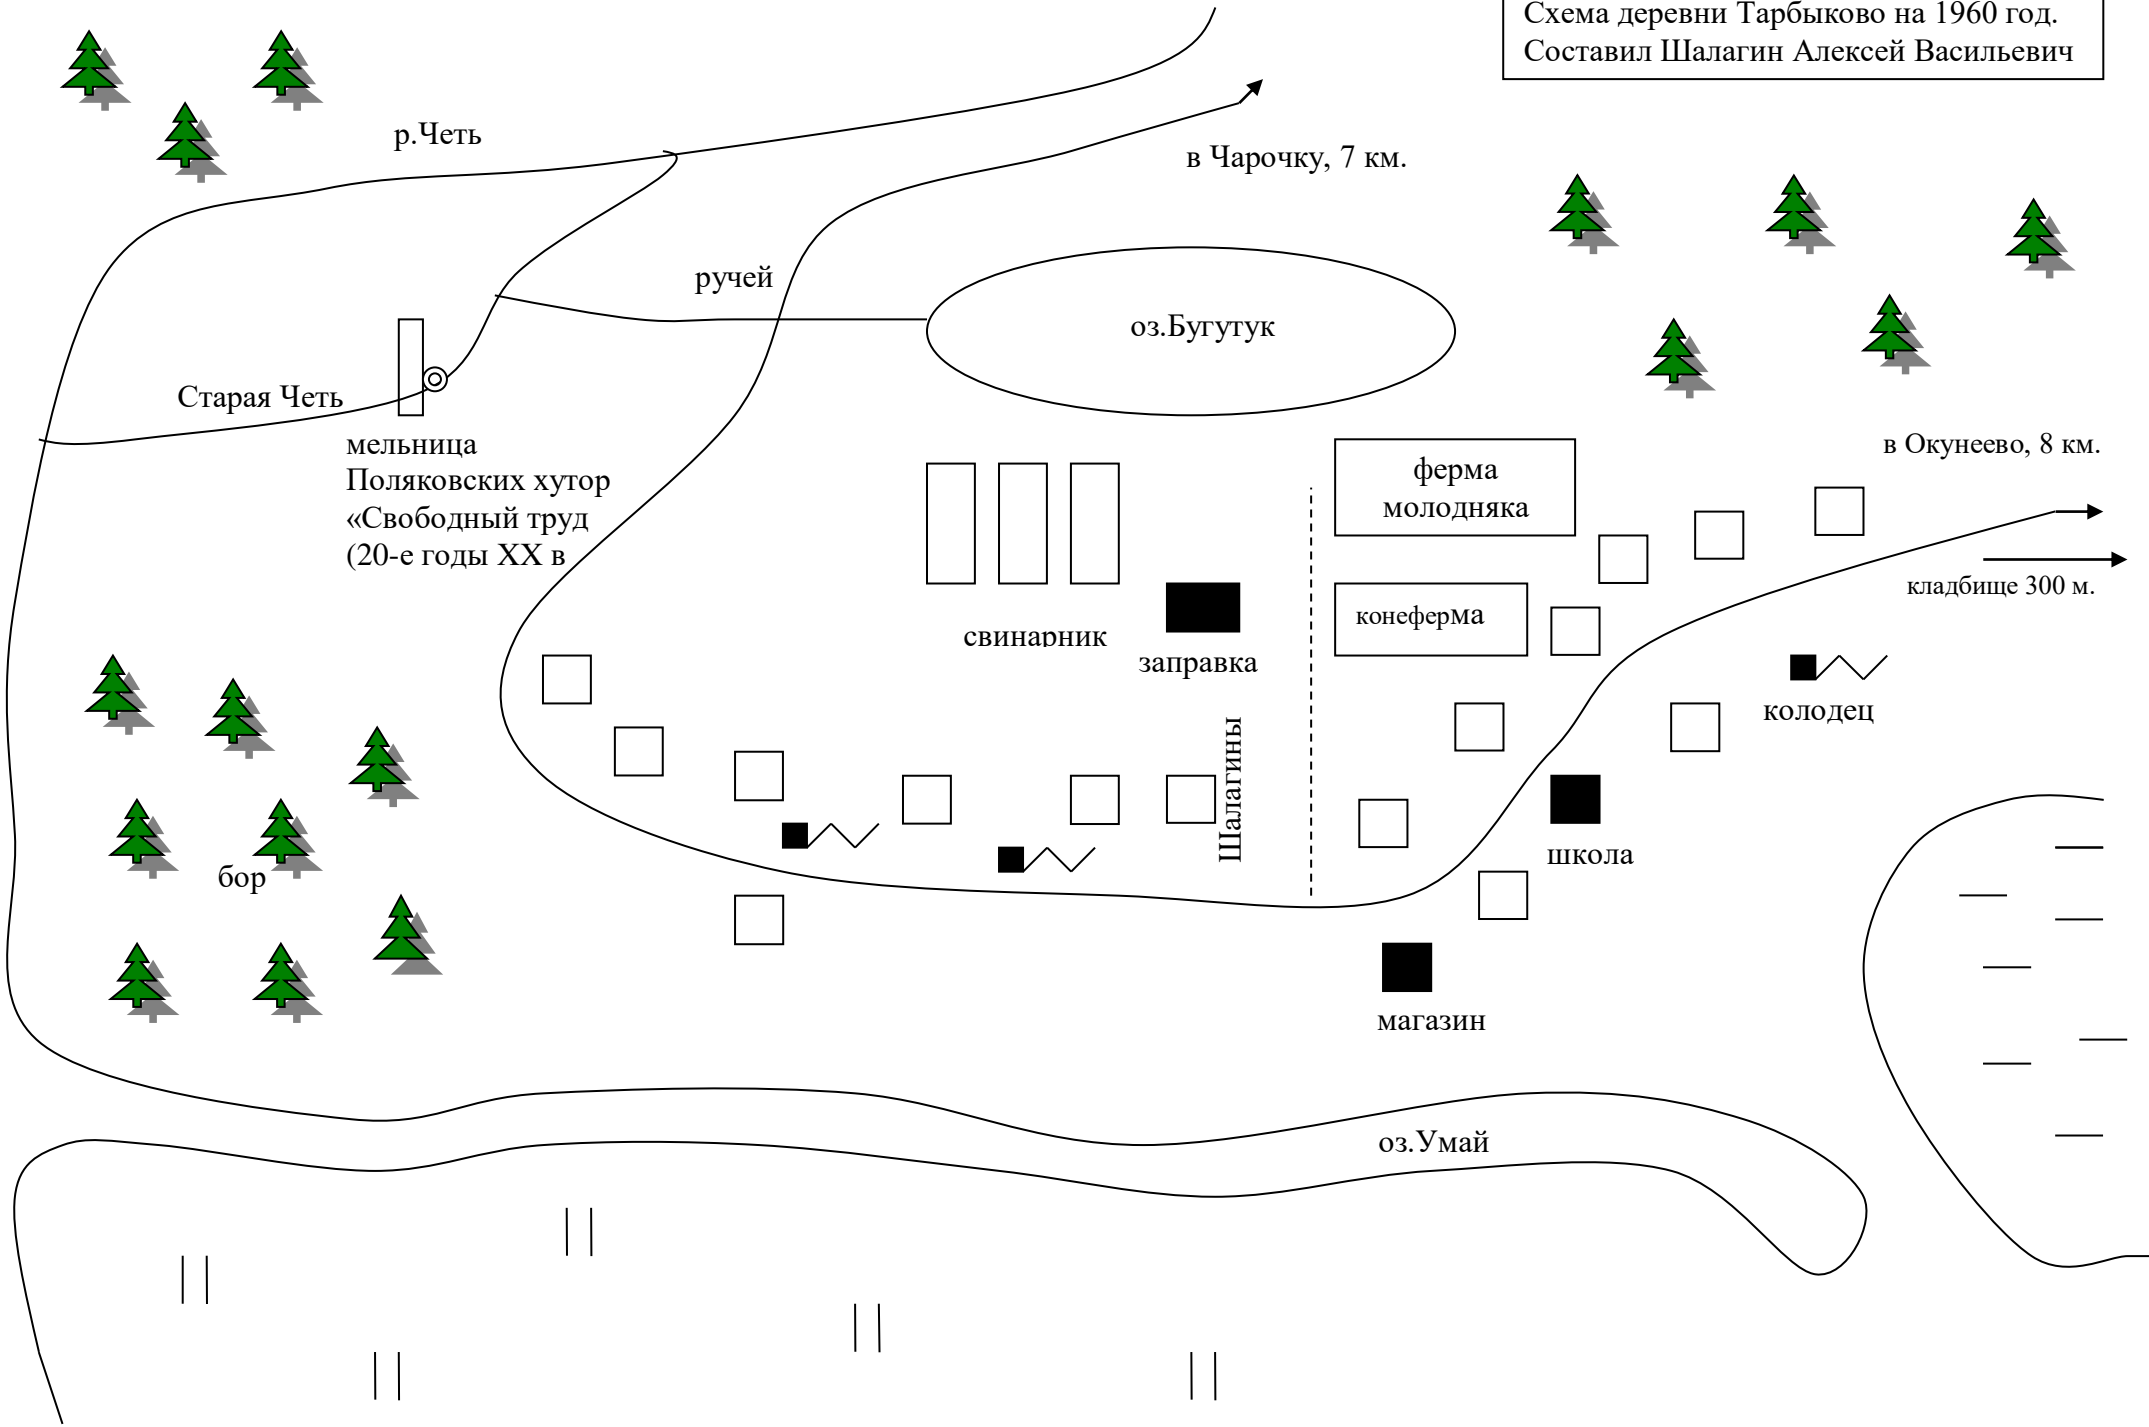 Схема деревни Тарбыково на 1960 год.
Составил Шалагин Алексей Васильевич
р.Четь
в Чарочку, 7 км.
ручей
оз.Бугутук
Старая Четь
мельница
Поляковских хутор
«Свободный труд
(20-е годы XX в
ферма
молодняка
в Окунеево, 8 км.
кладбище 300 м.
конеферма
свинарник
заправка
колодец
Шалагины
школа
бор
магазин
оз.Умай